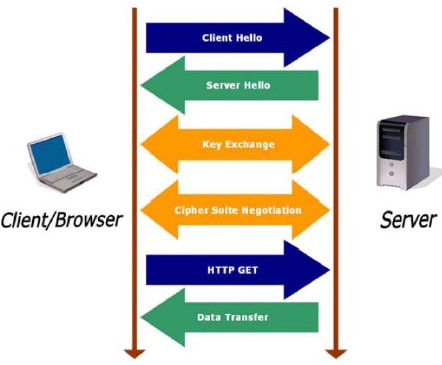 Client Hello
Server Hello
Key Exchange
Client/Browser
Server
Cipher Suite Negotiation
HTTP GET
Data Transfer